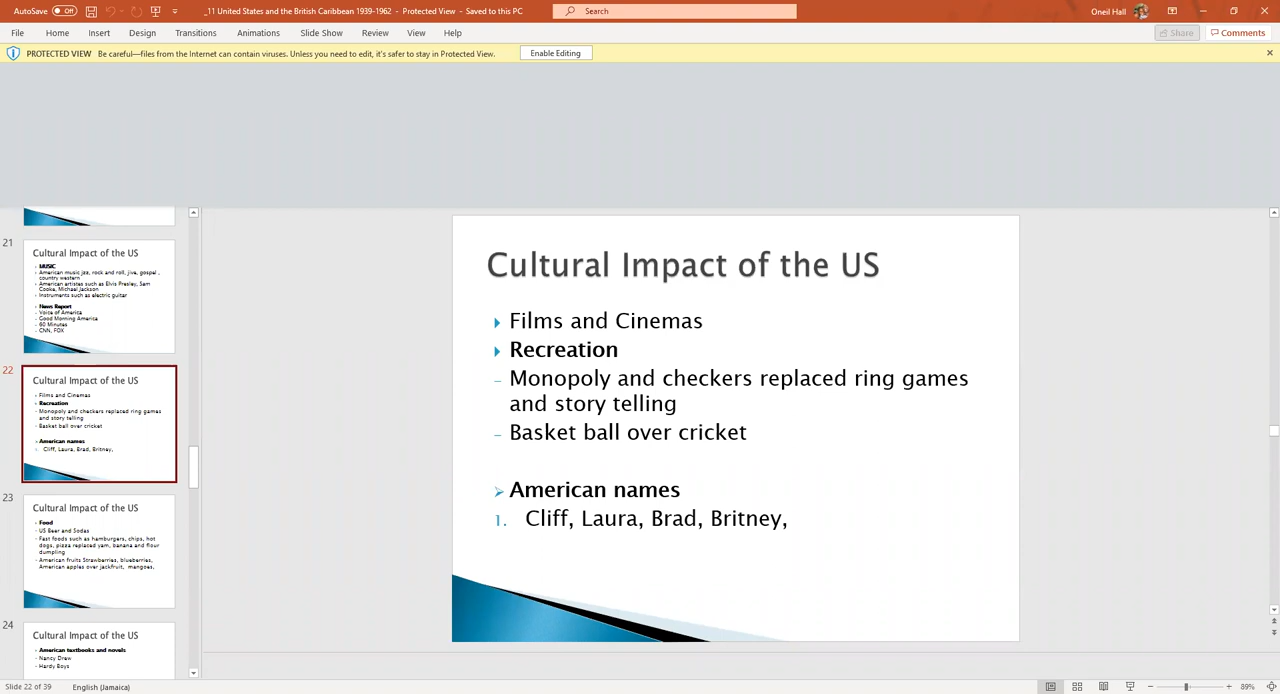 AutoSave Off _11 United States and the British Caribbean 1939-1962 - Protected View - Saved to this PC Search Oneil Hall
File Home Insert Design Transitions Animations Slide Show Review View Help Share Comments
PROTECTED VIEW Be careful—files from the Internet can contain viruses. Unless you need to edit, it's safer to stay in Protected View. Enable Editing
21
Cultural Impact of the US
MUSIC
American music jazz, rock and roll, jive, gospel ,
country western
American artistes such as Elvis Presley, Sam
Cooke, Michael Jackson
Instruments such as electric guitar
News Report
Voice of America
Good Morning America
60 Minutes
CNN, FOX
22
Cultural Impact of the US
Films and Cinemas
Recreation
Monopoly and checkers replaced ring games
and story telling
Basket ball over cricket
American names
1. Cliff, Laura, Brad, Britney,
23
Cultural Impact of the US
Food
US Beer and Sodas
Fast foods such as hamburgers, chips, hot
dogs, pizza replaced yam, banana and flour
dumpling
American fruits Strawberries, blueberries,
American apples over jackfruit, mangoes,
24
Cultural Impact of the US
American textbooks and novels
Nancy Drew
Hardy Boys
Cultural Impact of the US
Films and Cinemas
Recreation
– Monopoly and checkers replaced ring games
and story telling
– Basket ball over cricket
American names
1. Cliff, Laura, Brad, Britney,
Slide 22 of 39 English (Jamaica) 89%